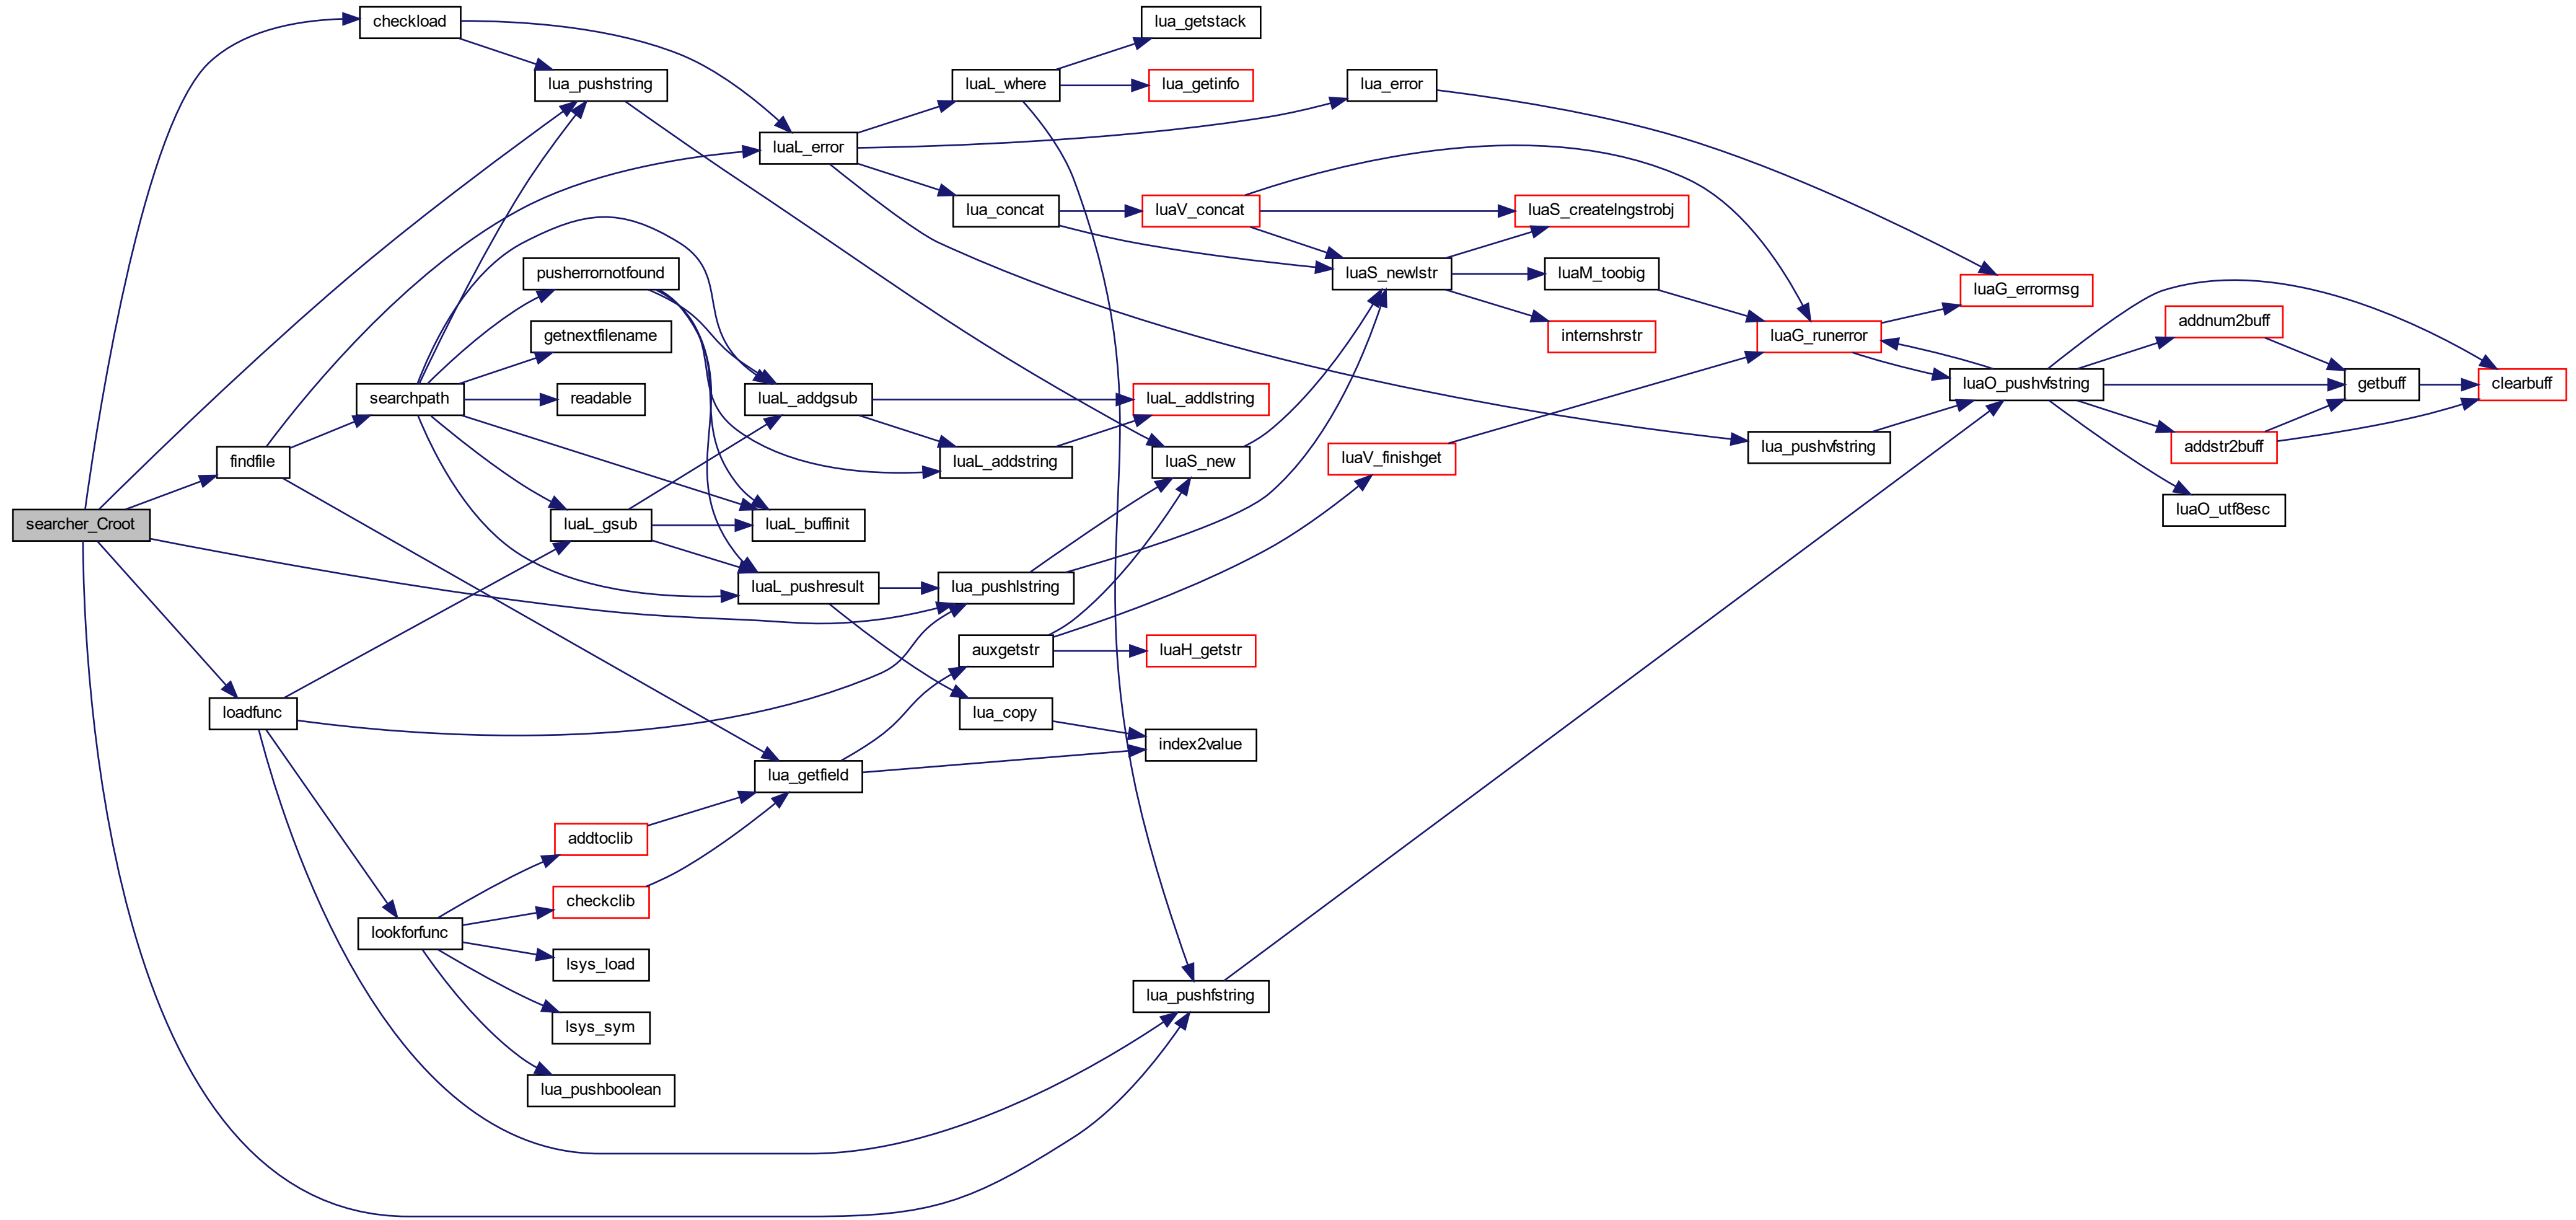 searcher_Croot
checkload
lua_pushstring
findfile
searchpath
pusherrornotfound
getnextfilename
readable
luaL_gsub
loadfunc
lookforfunc
addtoclib
checkclib
lsys_load
lsys_sym
lua_pushboolean
luaL_error
luaL_addgsub
luaL_buffinit
luaL_pushresult
lua_getfield
luaL_where
lua_concat
luaL_addstring
lua_pushlstring
auxgetstr
lua_copy
lua_getstack
lua_getinfo
luaV_concat
luaL_addlstring
luaS_new
luaH_getstr
index2value
lua_pushfstring
lua_error
luaS_newlstr
luaV_finishget
luaS_createlngstrobj
luaM_toobig
internshrstr
luaG_runerror
lua_pushvfstring
luaG_errormsg
luaO_pushvfstring
addnum2buff
addstr2buff
luaO_utf8esc
getbuff
clearbuff